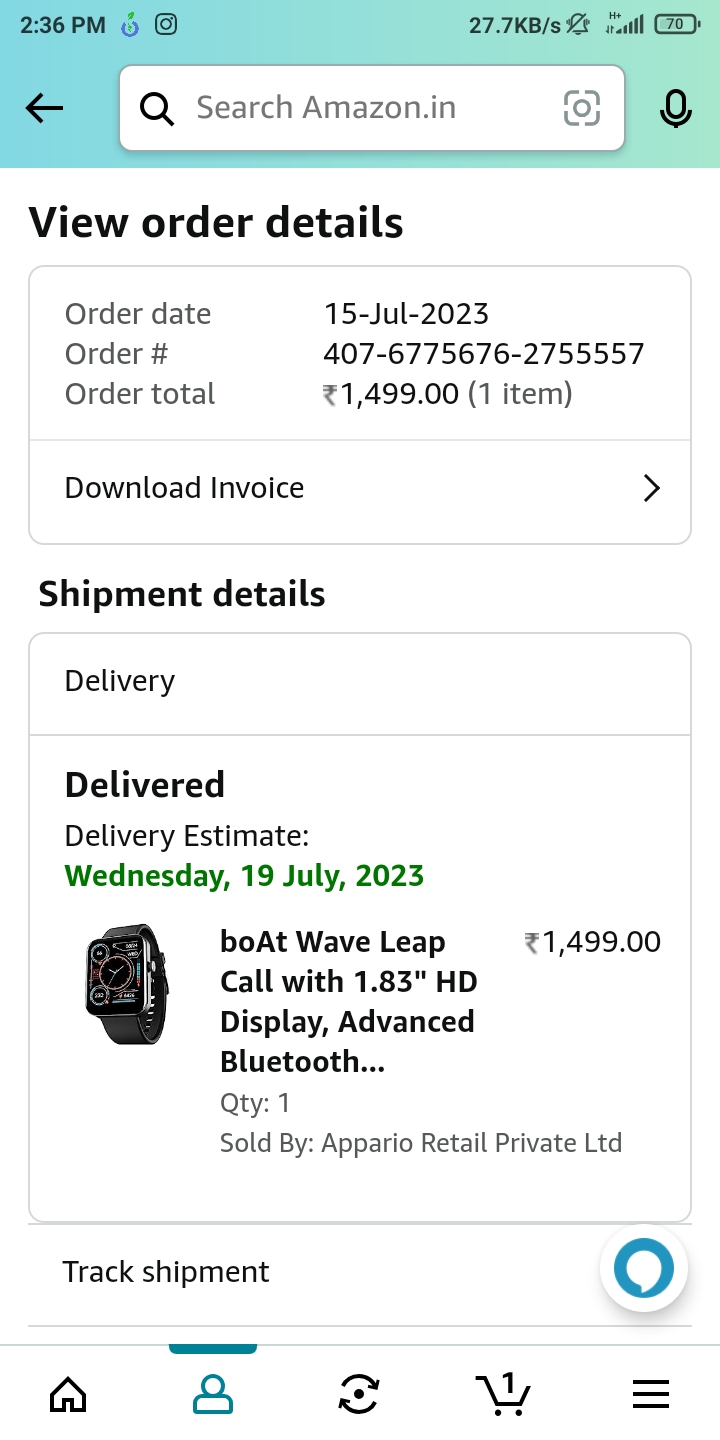 2:36 PM 27.7KB/s H+ 70
Search Amazon.in
View order details
Order date 15-Jul-2023
Order # 407-6775676-2755557
Order total ₹1,499.00 (1 item)
Download Invoice
Shipment details
Delivery
Delivered
Delivery Estimate:
Wednesday, 19 July, 2023
boAt Wave Leap ₹1,499.00
Call with 1.83" HD
Display, Advanced
Bluetooth...
Qty: 1
Sold By: Appario Retail Private Ltd
Track shipment
1